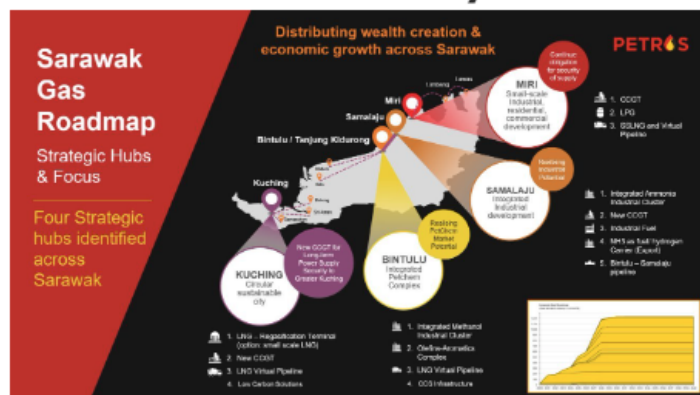 Sarawak
Gas
Roadmap
Strategic Hubs
& Focus
Four Strategic
hubs identified
across
Sarawak
Distributing wealth creation &
economic growth across Sarawak
PETROS
Continue
obligation
for security
of supply
MIRI
Small-scale
Industrial,
residential,
commercial
development
1. CCGT
2. LPG
3. SSLNG and Virtual
Pipeline
Miri
Samalaju
Bintulu / Tanjung Kidurong
Kuching
Realising
Industrial
Potential
SAMALAJU
Integrated
Industrial
development
1. Integrated Ammonia
Industrial Cluster
2. New CCGT
3. Industrial Fuel
4. NH3 as fuel/ hydrogen
Carrier (Export)
5. Bintulu – Samalaju
pipeline
Realising
PetChem
Market
Potential
BINTULU
Integrated
Petchem
Complex
1. Integrated Methanol
Industrial Cluster
2. Olefins-Aromatics
Complex
3. LNG Virtual Pipeline
4. CCS Infrastructure
New CCGT for
Long-term
Power Supply
Security to
Greater Kuching
KUCHING
Circular
sustainable
city
1. LNG – Regasification Terminal
(option: small scale LNG)
2. New CCGT
3. LNG Virtual Pipeline
4. Low Carbon Solutions